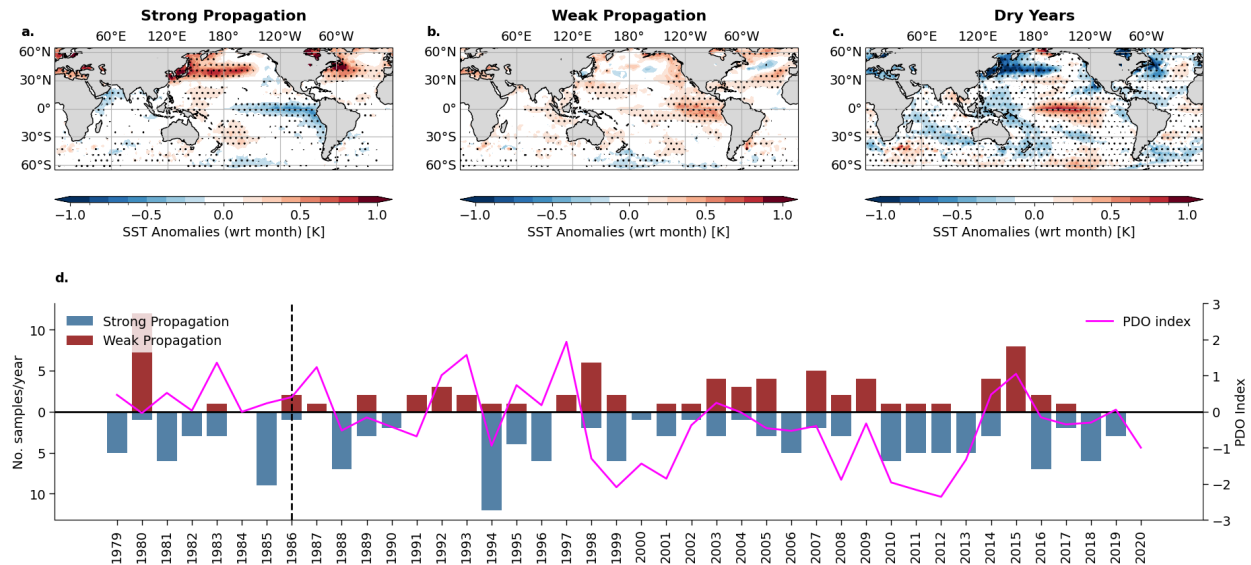 Strong Propagation
Weak Propagation
Dry Years
a.
b.
c.
60°E 120°E 180° 120°W 60°W
60°E 120°E 180° 120°W 60°W
60°E 120°E 180° 120°W 60°W
60°N
30°N
0°
30°S
60°S
60°N
30°N
0°
30°S
60°S
60°N
30°N
0°
30°S
60°S
−1.0 −0.5 0.0 0.5 1.0
−1.0 −0.5 0.0 0.5 1.0
−1.0 −0.5 0.0 0.5 1.0
SST Anomalies (wrt month) [K]
SST Anomalies (wrt month) [K]
SST Anomalies (wrt month) [K]
d.
No. samples/year
10
5
0
5
10
Strong Propagation
Weak Propagation
PDO index
3
2
1
0
−1
−2
−3
PDO Index
1979 1980 1981 1982 1983 1984 1985 1986 1987 1988 1989 1990 1991 1992 1993 1994 1995 1996 1997 1998 1999 2000 2001 2002 2003 2004 2005 2006 2007 2008 2009 2010 2011 2012 2013 2014 2015 2016 2017 2018 2019 2020